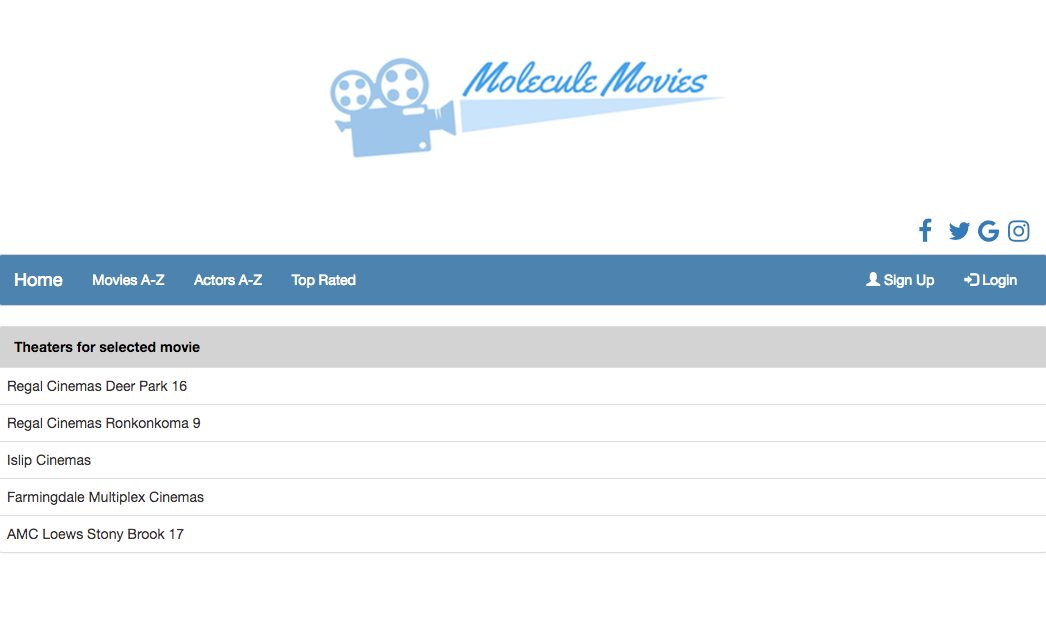 Molecule Movies
Home Movies A-Z Actors A-Z Top Rated Sign Up Login
Theaters for selected movie
Regal Cinemas Deer Park 16
Regal Cinemas Ronkonkoma 9
Islip Cinemas
Farmingdale Multiplex Cinemas
AMC Loews Stony Brook 17